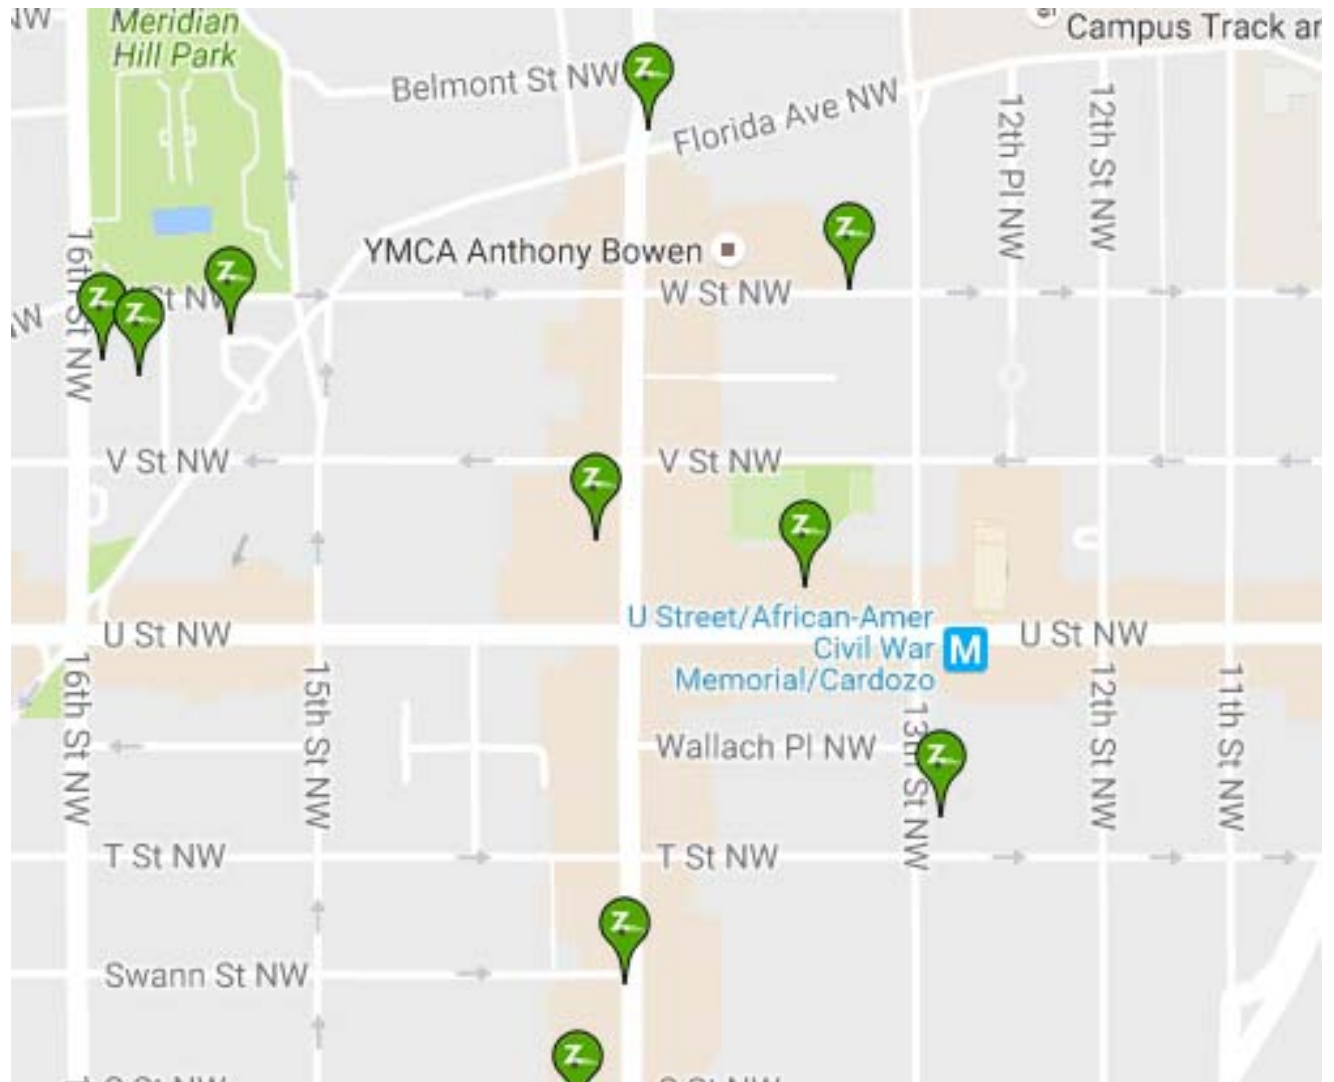 NW
Meridian
Hill Park
Campus Track
Belmont St NW
Florida Ave NW
12th Pl NW
12th St NW
YMCA Anthony Bowen
16th St NW
St NW
W St NW
V St NW
V St NW
U Street/African-Amer
Civil War
Memorial/Cardozo
M
U St NW
U St NW
16th St NW
15th St NW
13th St NW
12th St NW
11th St NW
Wallach Pl NW
T St NW
T St NW
Swann St NW
Z
Z
Z
Z
Z
Z
Z
Z
Z
Z